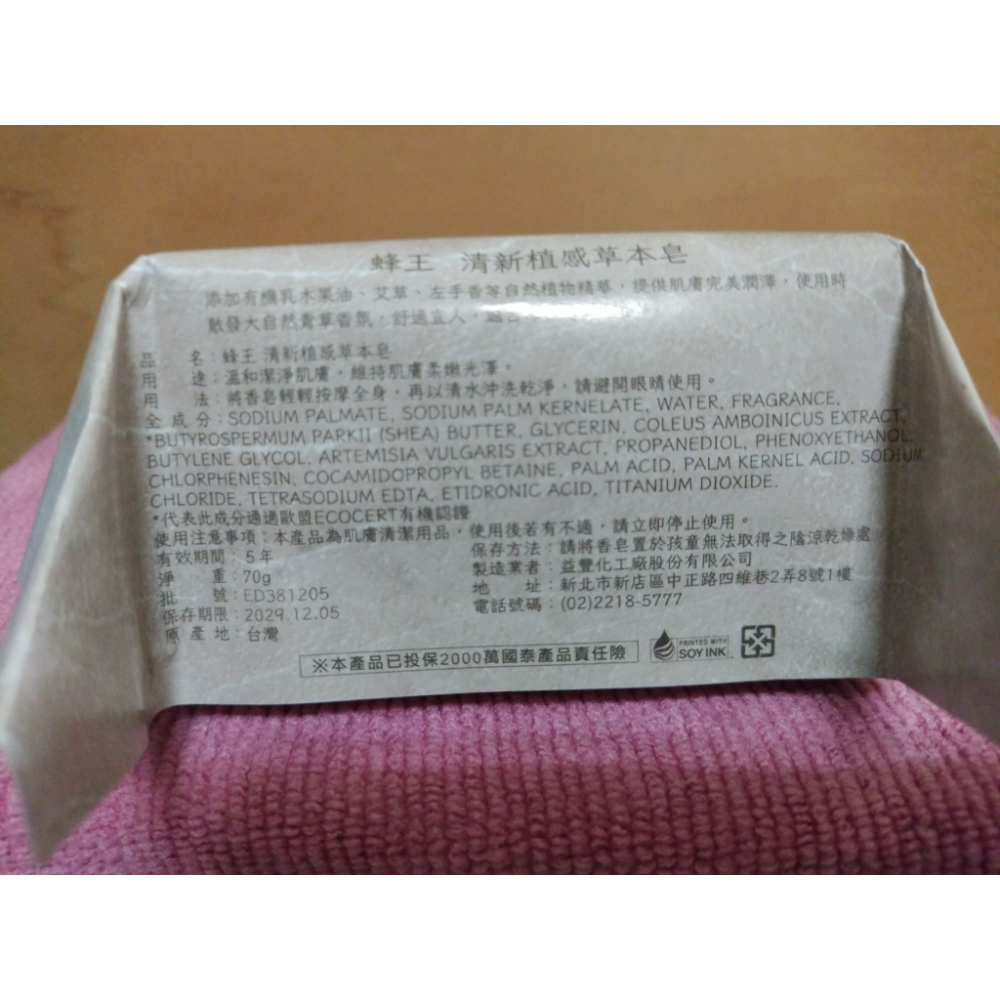 蜂王 清新植感草本皂
添加有機乳木果油、艾草、左手香等自然植物精華，提供肌膚完美潤澤，使用時
散發大自然青草香氛，舒適宜人，
品 名：蜂王 清新植感草本皂
用 途：溫和潔淨肌膚，維持肌膚柔嫩光澤。
用 法：將香皂輕輕按摩全身，再以清水沖洗乾淨，請避開眼睛使用。
全 成 分：SODIUM PALMATE, SODIUM PALM KERNELATE, WATER, FRAGRANCE,
*BUTYROSPERMUM PARKII (SHEA) BUTTER, GLYCERIN, COLEUS AMBOINICUS EXTRACT,
BUTYLENE GLYCOL, ARTEMISIA VULGARIS EXTRACT, PROPANEDIOL, PHENOXYETHANOL,
CHLORPHENESIN, COCAMIDOPROPYL BETAINE, PALM ACID, PALM KERNEL ACID, SODIUM
CHLORIDE, TETRASODIUM EDTA, ETIDRONIC ACID, TITANIUM DIOXIDE.
*代表此成分通過歐盟ECOCERT有機認證
使用注意事項：本產品為肌膚清潔用品，使用後若有不適，請立即停止使用。
有效期間：5年
保存方法：請將香皂置於孩童無法取得之陰涼乾燥處
淨 重：70g
製造業者：益豐化工廠股份有限公司
批 號：ED381205
地 址：新北市新店區中正路四維巷2弄8號1樓
保存期限：2029.12.05
電話號碼：(02)2218-5777
原 產 地：台灣
※本產品已投保2000萬國泰產品責任險
PRINTED WITH
SOY INK